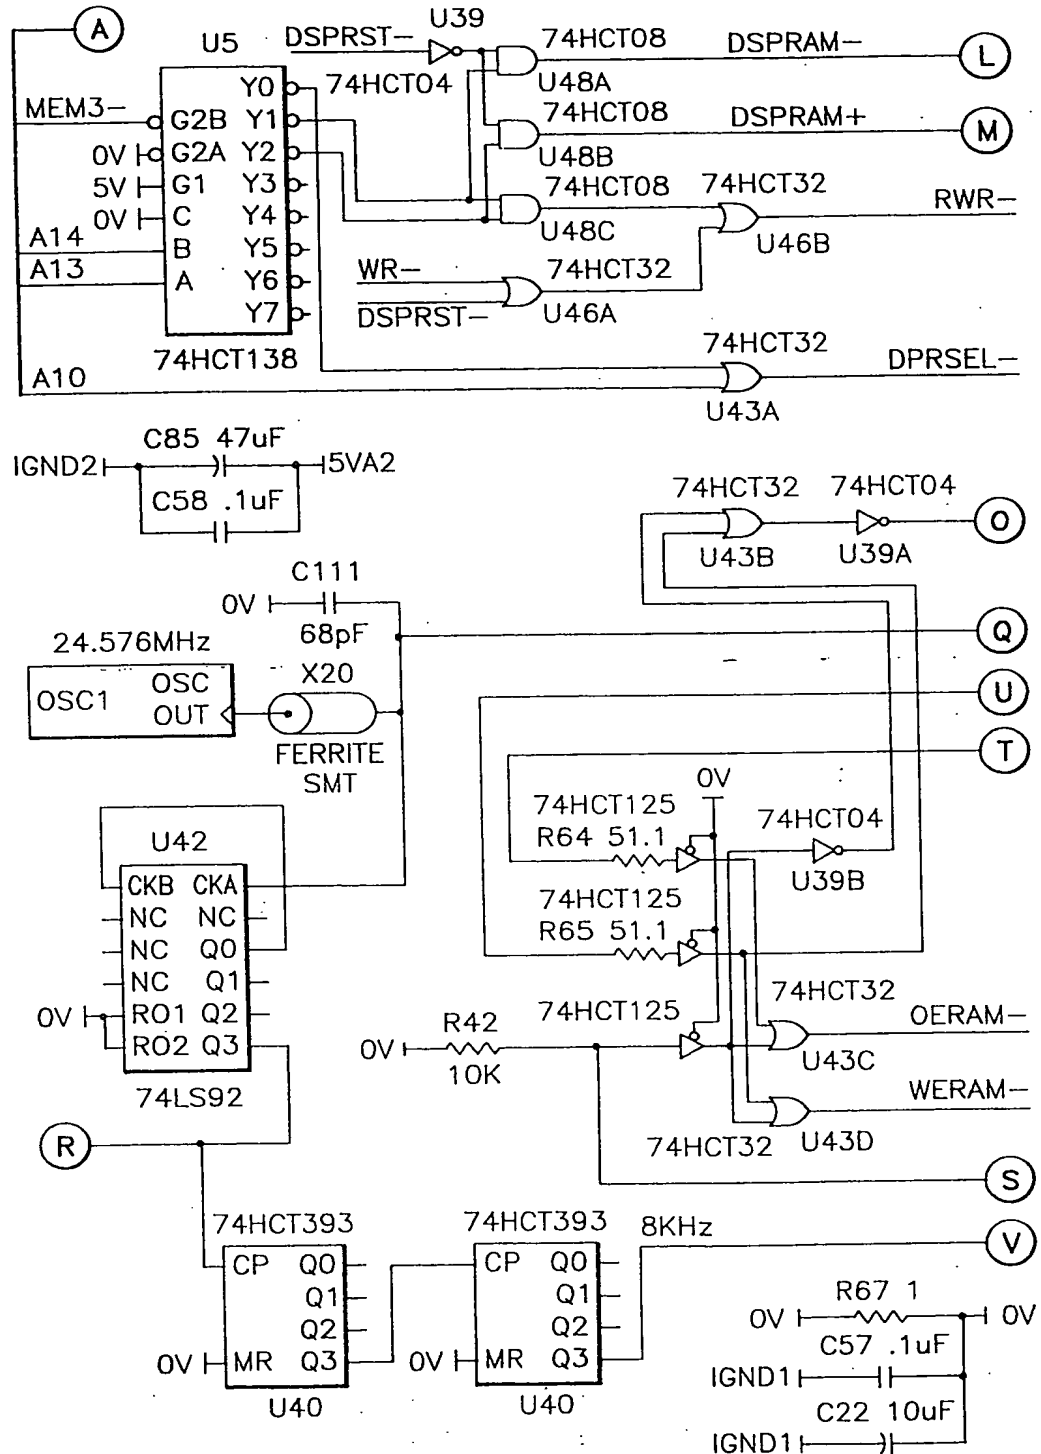 A
U5
DSPRST-
U39
74HCT04
74HCT08
U48A
DSPRAM-
L
MEM3-
G2B
G2A
G1
C
B
A
Y0
Y1
Y2
Y3
Y4
Y5
Y6
Y7
0V
5V
0V
A14
A13
74HCT138
74HCT08
U48B
DSPRAM+
M
74HCT08
U48C
74HCT32
U46B
RWR-
WR-
DSPRST-
74HCT32
U46A
A10
74HCT32
U43A
DPRSEL-
C85 47uF
IGND2
5VA2
C58 .1uF
74HCT32
U43B
74HCT04
U39A
O
C111
0V
68pF
Q
24.576MHz
OSC1
OSC
OUT
X20
FERRITE
SMT
U
T
0V
74HCT125
R64 51.1
74HCT04
U39B
74HCT125
R65 51.1
U42
CKB CKA
NC NC
NC Q0
NC Q1
RO1 Q2
RO2 Q3
0V
74LS92
74HCT125
0V
R42
10K
74HCT32
U43C
OERAM-
74HCT32
U43D
WERAM-
R
S
74HCT393
CP Q0
Q1
Q2
MR Q3
0V
U40
74HCT393
CP Q0
Q1
Q2
MR Q3
0V
U40
8KHz
V
R67 1
0V
0V
C57 .1uF
IGND1
C22 10uF
IGND1